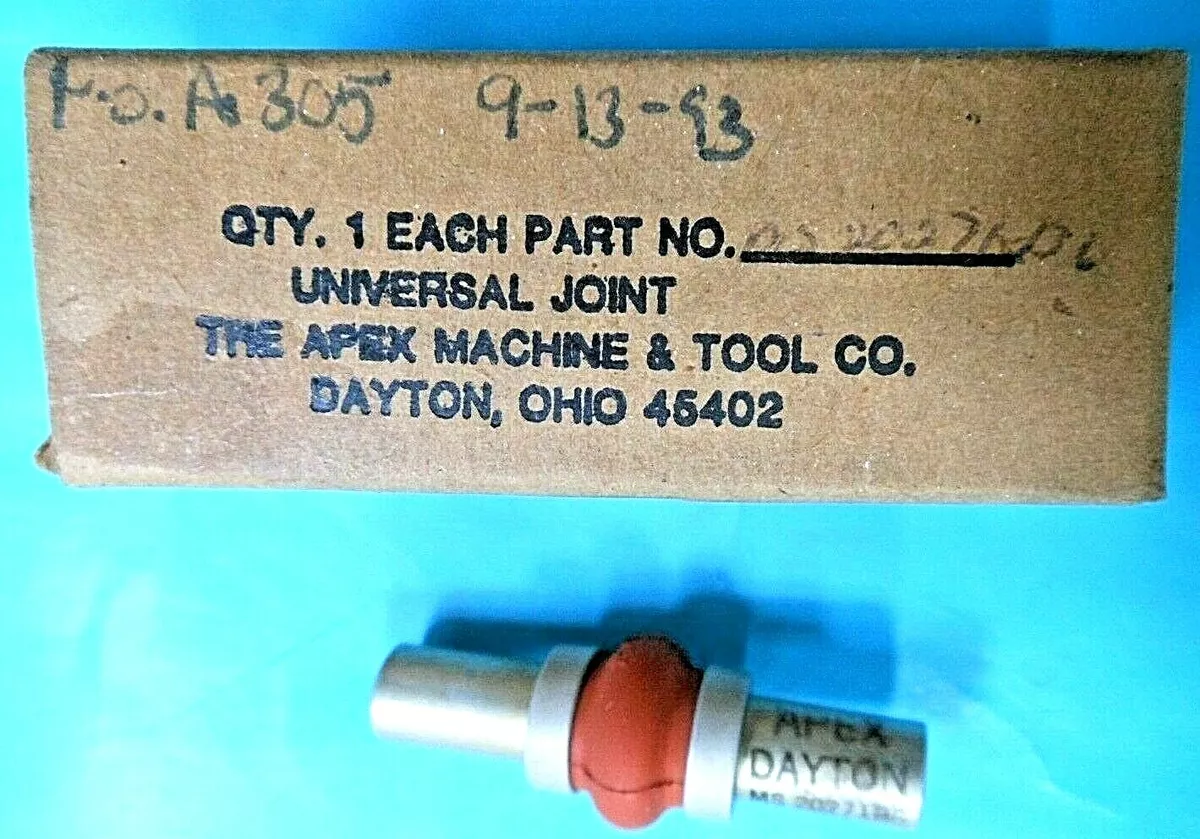 P.O. A. 305 9-13-93
QTY. 1 EACH PART NO.
UNIVERSAL JOINT
THE APEX MACHINE & TOOL CO.
DAYTON, OHIO 45402
APEX
DAYTON
MS